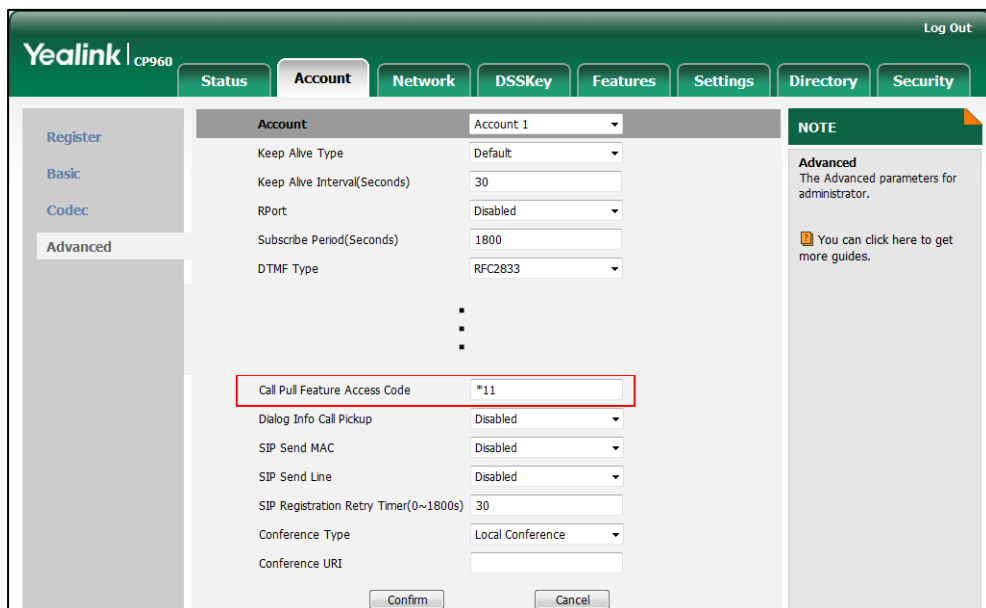 Log Out
Yealink CP960
Status Account Network DSSKey Features Settings Directory Security
Register
Basic
Codec
Advanced
Account Account 1
Keep Alive Type Default
Keep Alive Interval(Seconds) 30
RPort Disabled
Subscribe Period(Seconds) 1800
DTMF Type RFC2833
Call Pull Feature Access Code *11
Dialog Info Call Pickup Disabled
SIP Send MAC Disabled
SIP Send Line Disabled
SIP Registration Retry Timer(0~1800s) 30
Conference Type Local Conference
Conference URI
Confirm Cancel
NOTE
Advanced
The Advanced parameters for
administrator.
You can click here to get
more guides.